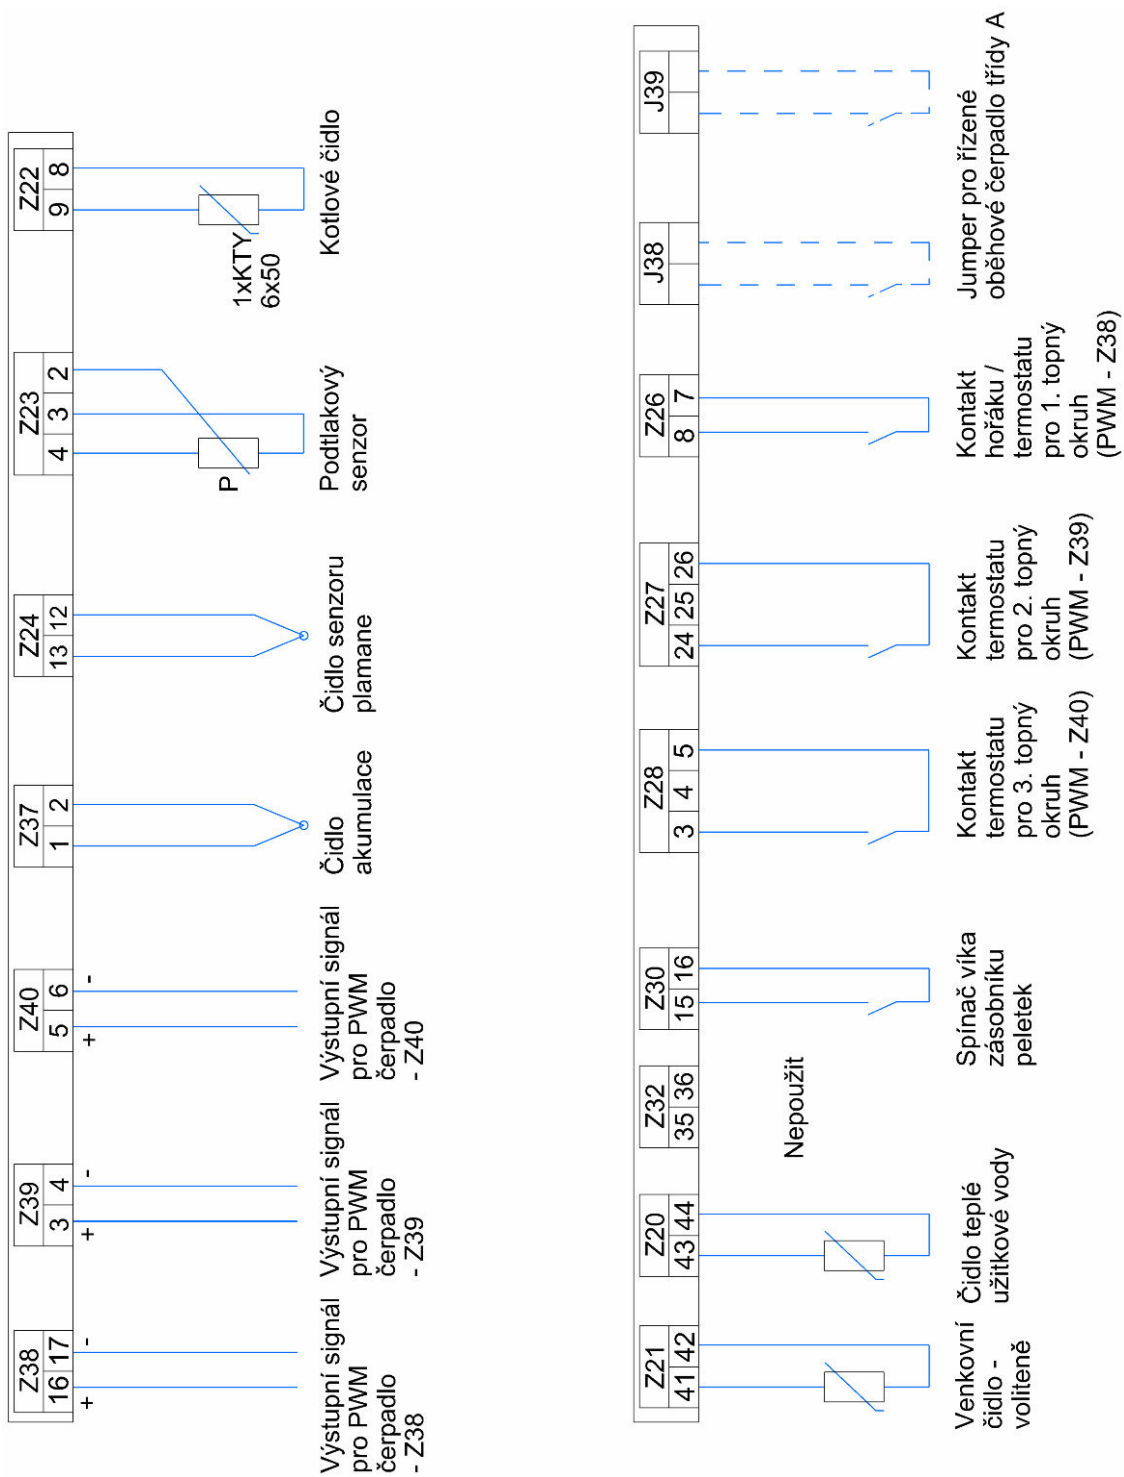 Z38
16 17
+ -
Výstupní signál
pro PWM
čerpadlo
- Z38
Z39
3 4
+ -
Výstupní signál
pro PWM
čerpadlo
- Z39
Z40
5 6
+ -
Výstupní signál
pro PWM
čerpadlo
- Z40
Z37
1 2
Čidlo
akumulace
Z24
13 12
Čidlo senzoru
plamane
Z23
4 3 2
P
Podtlakový
senzor
Z22
9 8
1xKTY
6x50
Kotlové čidlo
Z21
41 42
Venkovní
čidlo -
voliteně
Z20
43 44
Čidlo teplé
užitkové vody
Z32
35 36
Nepoužit
Z30
15 16
Spínač víka
zásobníku
peletek
Z28
3 4 5
Kontakt
termostatu
pro 3. topný
okruh
(PWM - Z40)
Z27
24 25 26
Kontakt
termostatu
pro 2. topný
okruh
(PWM - Z39)
Z26
8 7
Kontakt
hořáku /
termostatu
pro 1. topný
okruh
(PWM - Z38)
J38
J39
Jumper pro řízené
oběhové čerpadlo třídy A